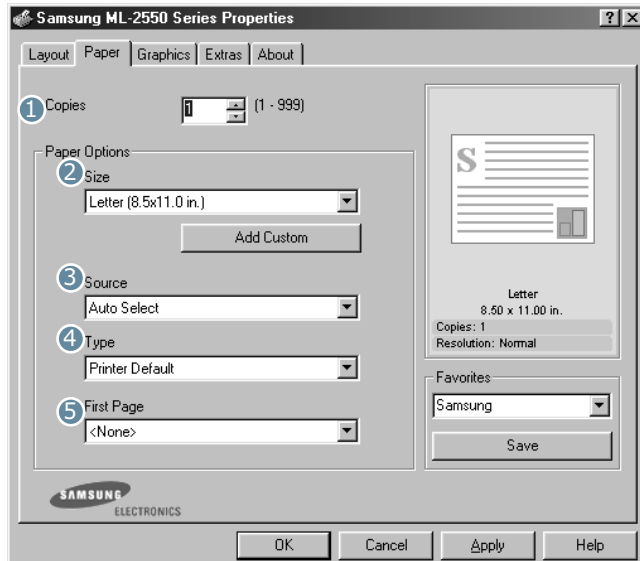 Samsung ML-2550 Series Properties
Layout Paper Graphics Extras About
1 Copies 1 (1 - 999)
Paper Options
2 Size
Letter (8.5x11.0 in.)
Add Custom
3 Source
Auto Select
4 Type
Printer Default
5 First Page
<None>
S
Letter
8.50 x 11.00 in.
Copies: 1
Resolution: Normal
Favorites
Samsung
Save
SAMSUNG
ELECTRONICS
OK Cancel Apply Help